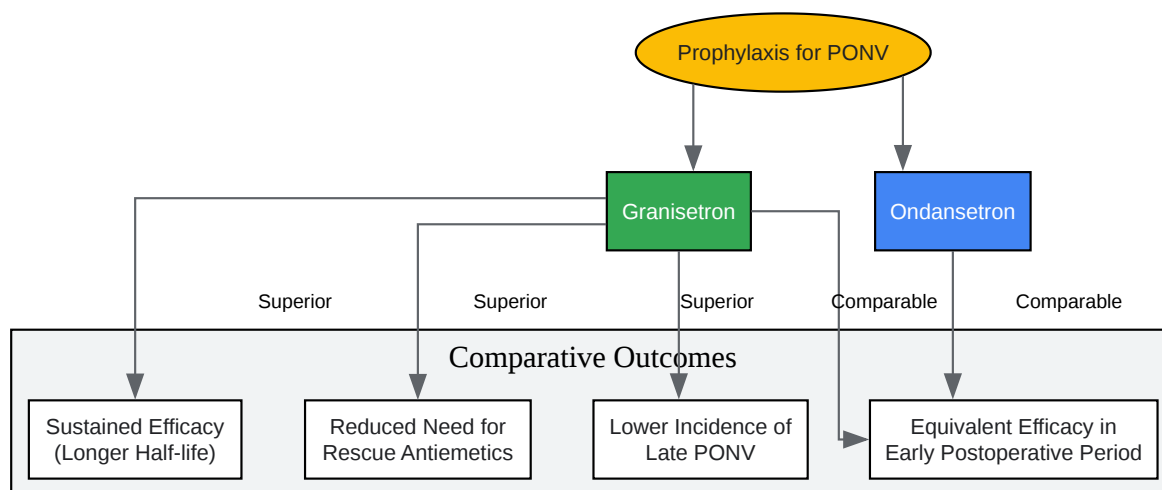 Prophylaxis for PONV
Granisetron
Ondansetron
Superior
Superior
Superior
Comparable
Comparable
Comparative Outcomes
Sustained Efficacy
(Longer Half-life)
Reduced Need for
Rescue Antiemetics
Lower Incidence of
Late PONV
Equivalent Efficacy in
Early Postoperative Period